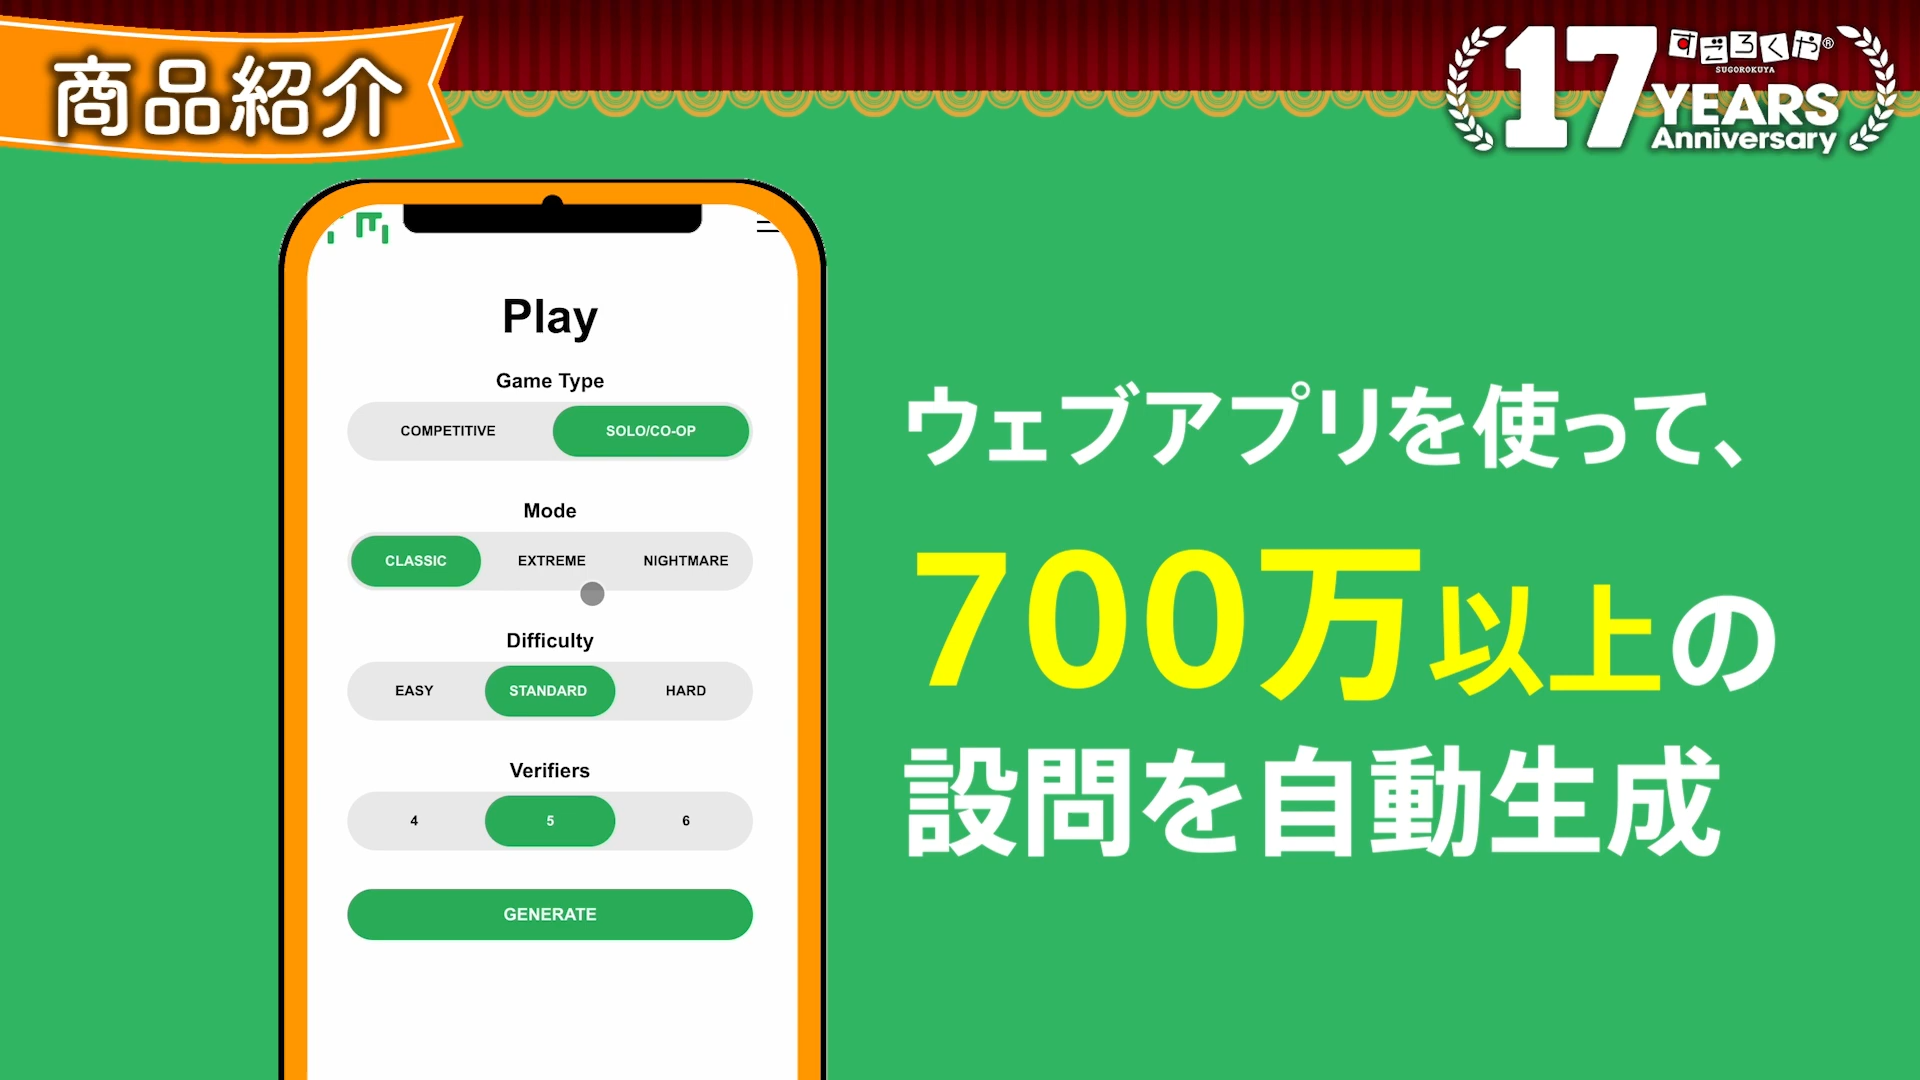 商品紹介
すごろくや®
SUGOROKUYA
17 YEARS
Anniversary
Play
Game Type
COMPETITIVE SOLO/CO-OP
Mode
CLASSIC EXTREME NIGHTMARE
Difficulty
EASY STANDARD HARD
Verifiers
4 5 6
GENERATE
ウェブアプリを使って、
700万以上の
設問を自動生成